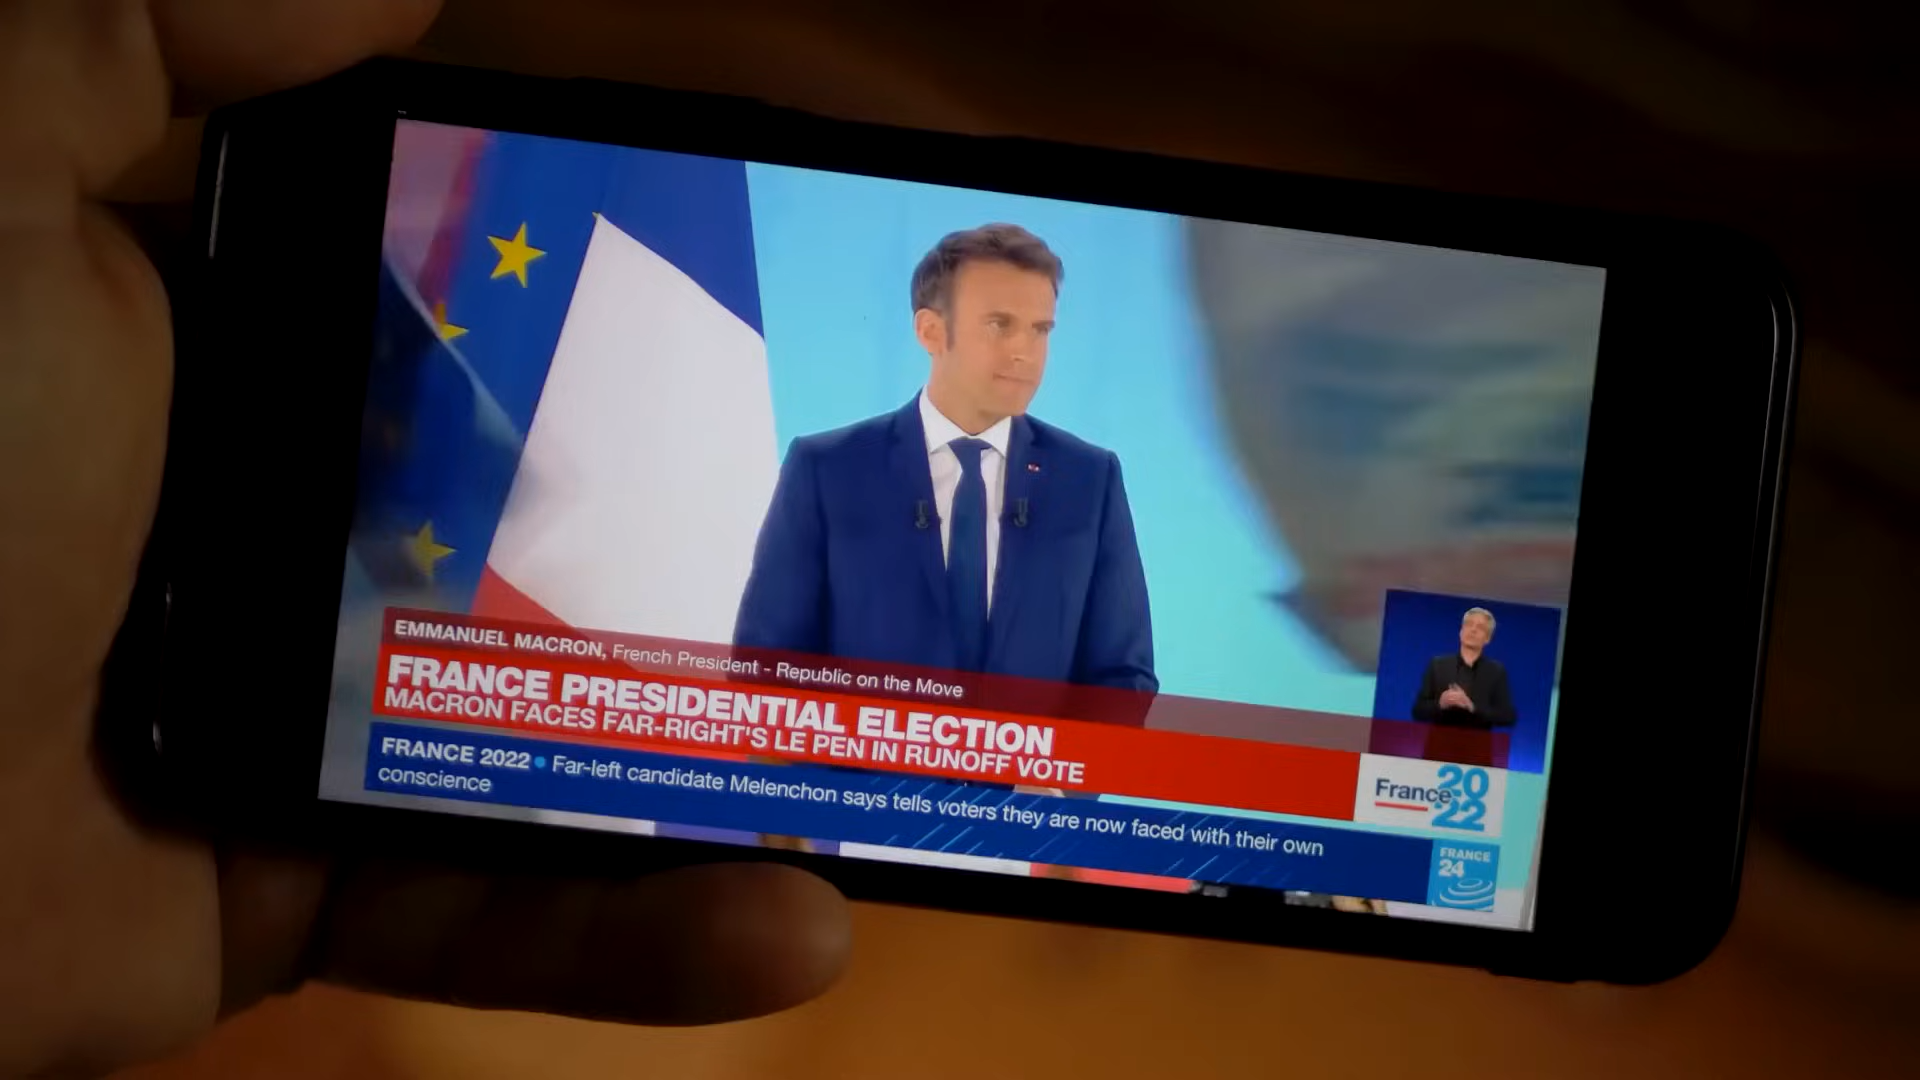 EMMANUEL MACRON, French President - Republic on the Move
FRANCE PRESIDENTIAL ELECTION
MACRON FACES FAR-RIGHT'S LE PEN IN RUNOFF VOTE
FRANCE 2022 • Far-left candidate Melenchon says tells voters they are now faced with their own
conscience
France 20
22
FRANCE
24